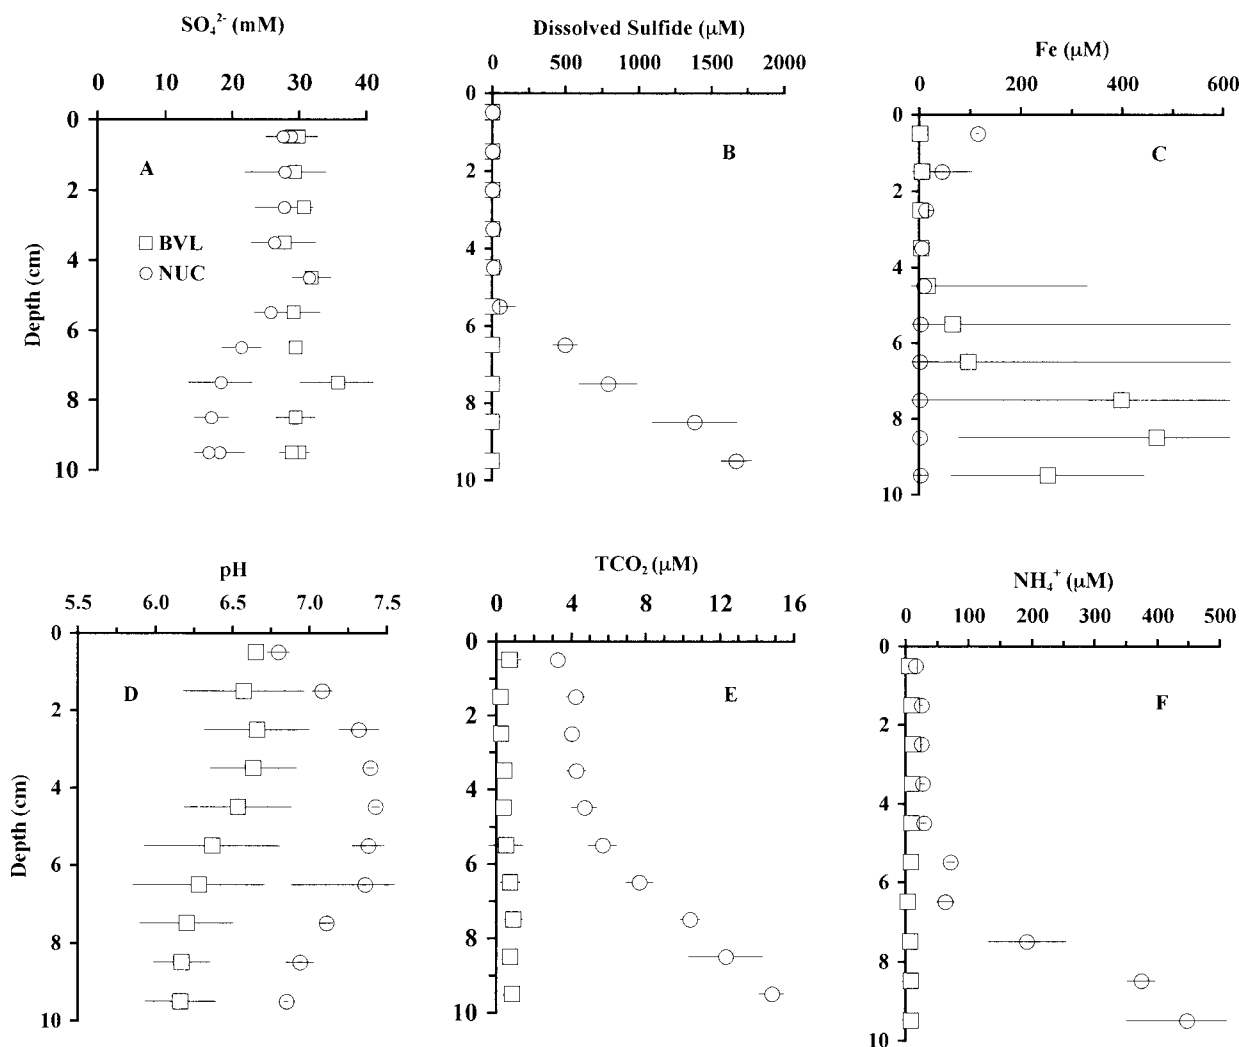 SO₄²⁻ (mM)
0 10 20 30 40
0
2
4
6
8
10
Depth (cm)
A
BVL
NUC
Dissolved Sulfide (μM)
0 500 1000 1500 2000
0
2
4
6
8
10
B
Fe (μM)
0 200 400 600
0
2
4
6
8
10
C
pH
5.5 6.0 6.5 7.0 7.5
0
2
4
6
8
10
Depth (cm)
D
TCO₂ (μM)
0 4 8 12 16
0
2
4
6
8
10
E
NH₄⁺ (μM)
0 100 200 300 400 500
0
2
4
6
8
10
F